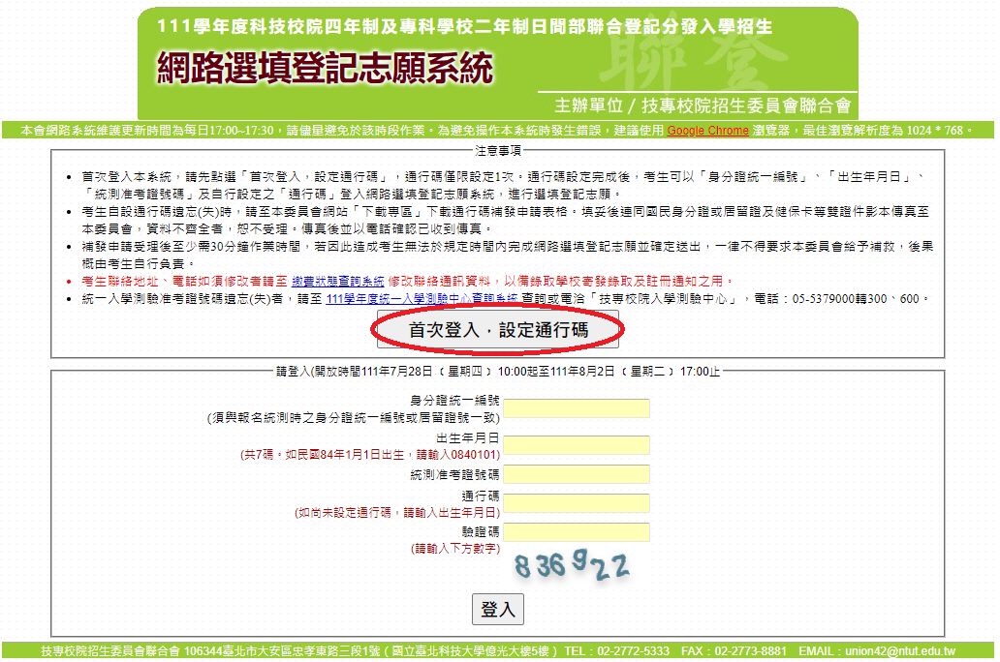 111學年度科技校院四年制及專科學校二年制日間部聯合登記分發入學招生
網路選填登記志願系統
聯登
主辦單位 / 技專校院招生委員會聯合會
本會網路系統維護更新時間為每日17:00~17:30，請儘量避免於該時段作業。為避免操作本系統時發生錯誤，建議使用 Google Chrome 瀏覽器，最佳瀏覽解析度為 1024 * 768。
注意事項
• 首次登入本系統，請先點選「首次登入，設定通行碼」，通行碼僅限設定1次。通行碼設定完成後，考生可以「身分證統一編號」、「出生年月日」、
「統測准考證號碼」及自行設定之「通行碼」登入網路選填登記志願系統，進行選填登記志願。
• 考生自設通行碼遺忘(失)時，請至本委員會網站「下載專區」下載通行碼補發申請表格。填妥後連同國民身分證或居留證及健保卡等雙證件影本傳真至
本委員會，資料不齊全者，恕不受理。傳真後並以電話確認已收到傳真。
• 補發申請受理後至少需30分鐘作業時間，若因此造成考生無法於規定時間內完成網路選填登記志願並確定送出，一律不得要求本委員會給予補救，後果
概由考生自行負責。
• 考生聯絡地址、電話如須修改者請至 繳費狀態查詢系統 修改聯絡通訊資料，以備錄取學校寄發錄取及註冊通知之用。
• 統一入學測驗准考證號碼遺忘(失)者，請至 111學年度統一入學測驗中心查詢系統 查詢或電洽「技專校院入學測驗中心」，電話：05-5379000轉300、600。
首次登入，設定通行碼
請登入(開放時間111年7月28日﹝星期四﹞10:00起至111年8月2日﹝星期二﹞17:00止
身分證統一編號
(須與報名統測時之身分證統一編號或居留證號一致)
出生年月日
(共7碼。如民國84年1月1日出生，請輸入0840101)
統測准考證號碼
通行碼
(如尚未設定通行碼，請輸入出生年月日)
驗證碼
(請輸入下方數字)
836922
登入
技專校院招生委員會聯合會 106344臺北市大安區忠孝東路三段1號（國立臺北科技大學億光大樓5樓） TEL：02-2772-5333 FAX：02-2773-8881 EMAIL：union42@ntut.edu.tw